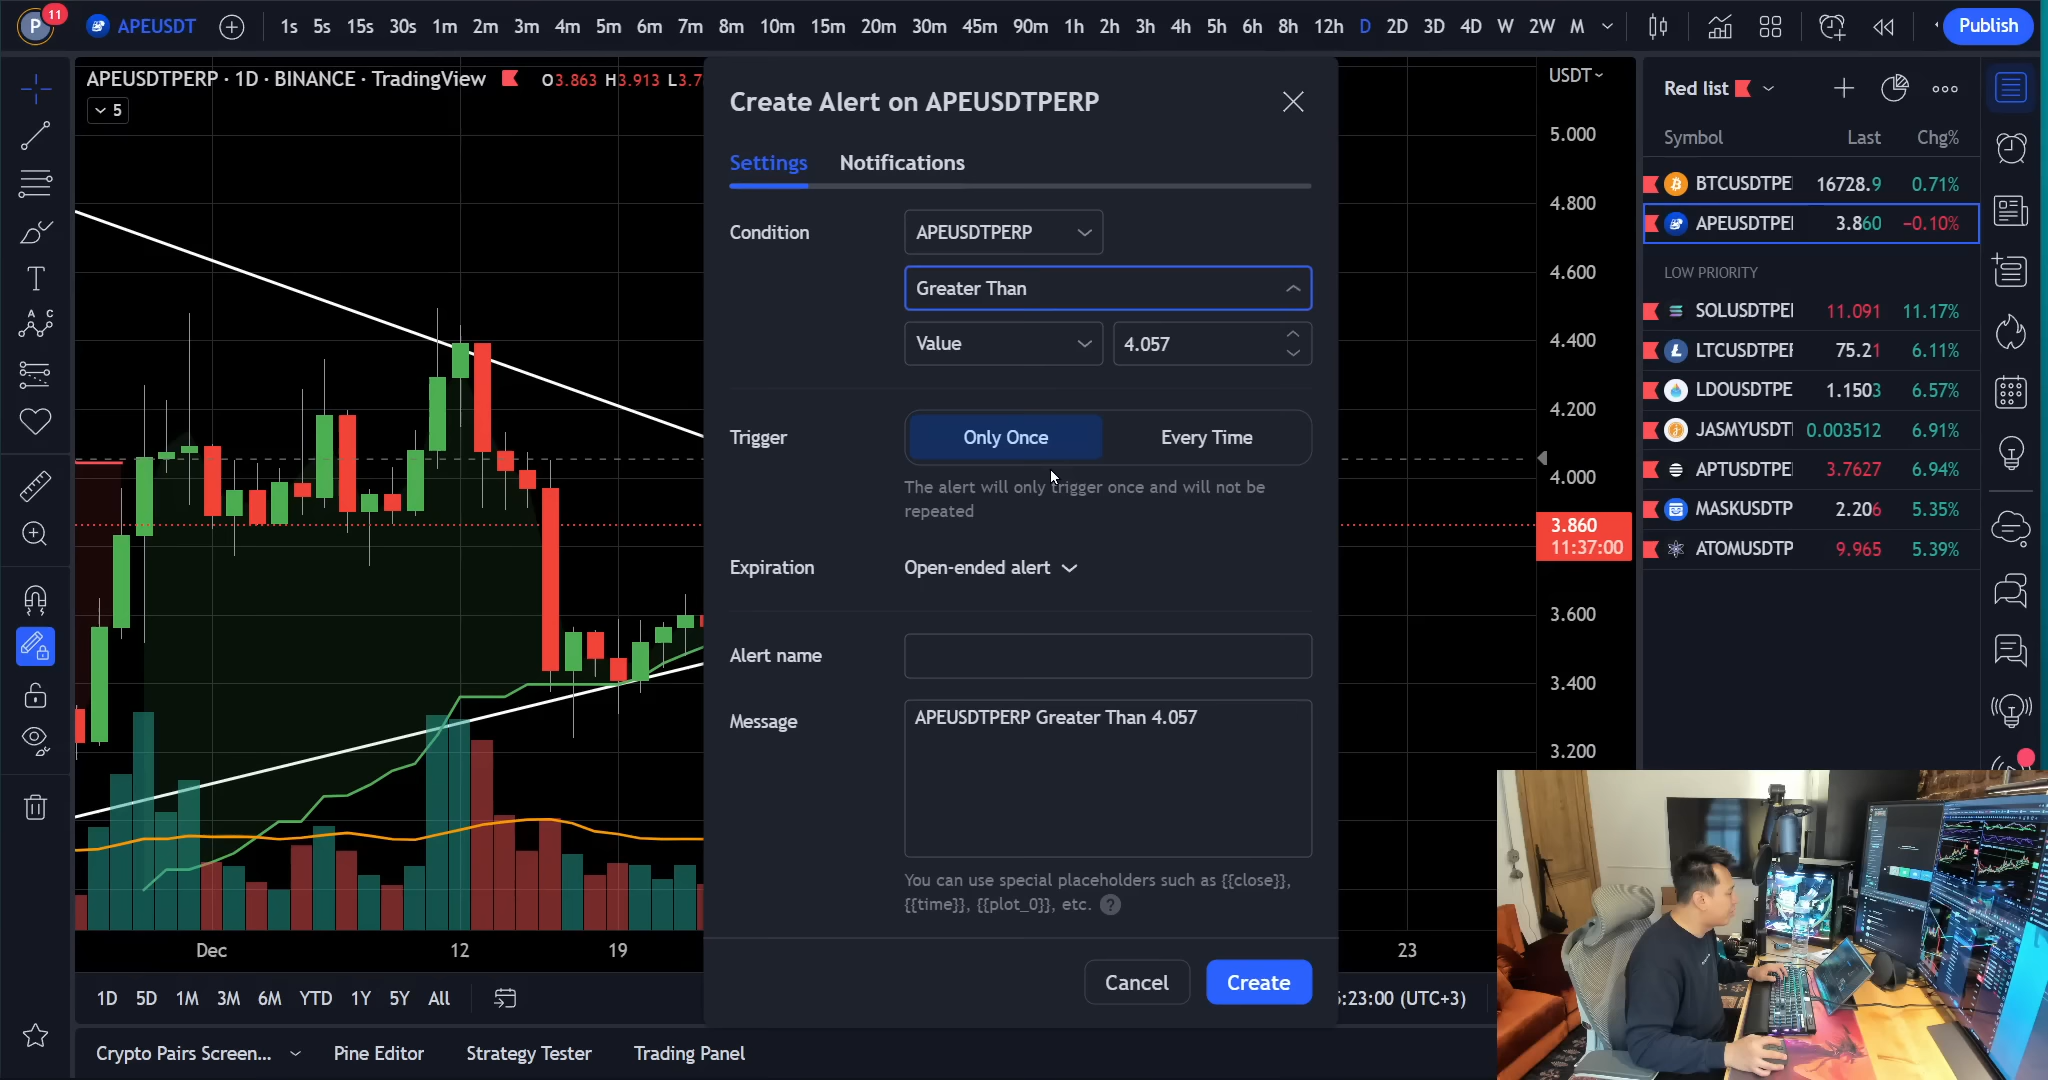 P 11 APEUSDT 1s 5s 15s 30s 1m 2m 3m 4m 5m 6m 7m 8m 10m 15m 20m 30m 45m 90m 1h 2h 3h 4h 5h 6h 8h 12h D 2D 3D 4D W 2W M Publish
APEUSDTPERP · 1D · BINANCE · TradingView O3.863 H3.913 L3.7
5
Create Alert on APEUSDTPERP
Settings Notifications
Condition APEUSDTPERP
Greater Than
Value 4.057
Trigger Only Once Every Time
The alert will only trigger once and will not be
repeated
Expiration Open-ended alert
Alert name
Message APEUSDTPERP Greater Than 4.057
You can use special placeholders such as {{close}},
{{time}}, {{plot_0}}, etc. ?
Cancel Create
USDT
5.000
4.800
4.600
4.400
4.200
4.000
3.860
11:37:00
3.600
3.400
3.200
Red list
Symbol Last Chg%
BTCUSDTPE 16728.9 0.71%
APEUSDTPE 3.860 −0.10%
LOW PRIORITY
SOLUSDTPE 11.091 11.17%
LTCUSDTPE 75.21 6.11%
LDOUSDTPE 1.1503 6.57%
JASMYUSDT 0.003512 6.91%
APTUSDTPE 3.7627 6.94%
MASKUSDTP 2.206 5.35%
ATOMUSDTP 9.965 5.39%
Dec 12 19 23
1D 5D 1M 3M 6M YTD 1Y 5Y All :23:00 (UTC+3)
Crypto Pairs Screen... Pine Editor Strategy Tester Trading Panel